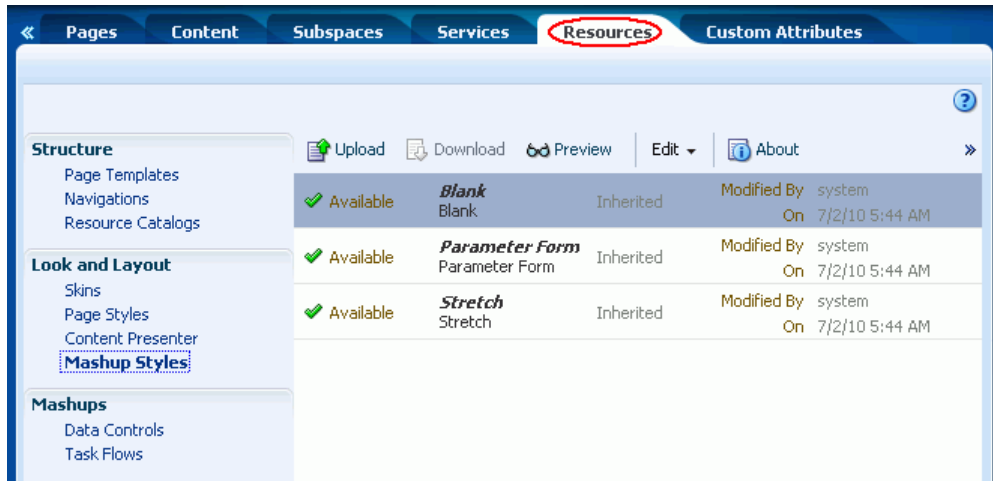 « Pages Content Subspaces Services Resources Custom Attributes
?
Structure
Page Templates
Navigations
Resource Catalogs
Look and Layout
Skins
Page Styles
Content Presenter
Mashup Styles
Mashups
Data Controls
Task Flows
Upload Download Preview Edit About »
Available Blank Inherited Modified By system
Blank On 7/2/10 5:44 AM
Available Parameter Form Inherited Modified By system
Parameter Form On 7/2/10 5:44 AM
Available Stretch Inherited Modified By system
Stretch On 7/2/10 5:44 AM